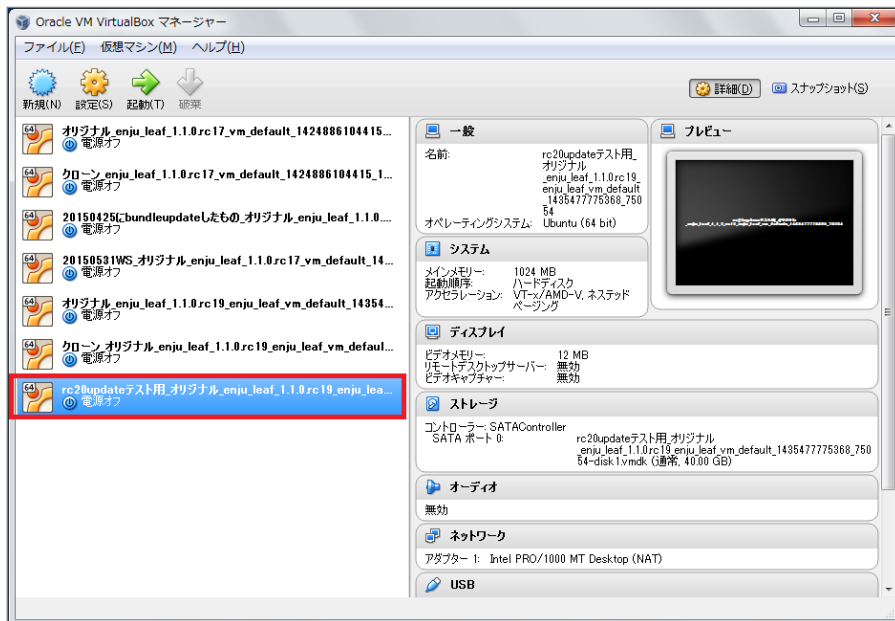 Oracle VM VirtualBox マネージャー
ファイル(F) 仮想マシン(M) ヘルプ(H)
新規(N) 設定(S) 起動(T) 破棄
詳細(D) スナップショット(S)
64 オリジナル_enju_leaf_1.1.0.rc17_vm_default_1424886104415...
電源オフ
64 クローン_enju_leaf_1.1.0.rc17_vm_default_1424886104415_1...
電源オフ
64 20150425にbundleupdateしたもの_オリジナル_enju_leaf_1.1.0....
電源オフ
64 20150531WS_オリジナル_enju_leaf_1.1.0.rc17_vm_default_14...
電源オフ
64 オリジナル_enju_leaf_1.1.0.rc19_enju_leaf_vm_default_14354...
電源オフ
64 クローン_オリジナル_enju_leaf_1.1.0.rc19_enju_leaf_vm_defaul...
電源オフ
64 rc20updateテスト用_オリジナル_enju_leaf_1.1.0.rc19_enju_lea...
電源オフ
一般
名前: rc20updateテスト用_
オリジナル
_enju_leaf_1.1.0.rc19_
enju_leaf_vm_default
_1435477775368_750
54
オペレーティングシステム: Ubuntu (64 bit)
プレビュー
システム
メインメモリー: 1024 MB
起動順序: ハードディスク
アクセラレーション: VT-x/AMD-V, ネステッド
ページング
ディスプレイ
ビデオメモリー: 12 MB
リモートデスクトップサーバー: 無効
ビデオキャプチャー: 無効
ストレージ
コントローラー: SATAController
SATA ポート 0: rc20updateテスト用_オリジナル
_enju_leaf_1.1.0.rc19_enju_leaf_vm_default_1435477775368_750
54-disk1.vmdk (通常, 40.00 GB)
オーディオ
無効
ネットワーク
アダプター 1: Intel PRO/1000 MT Desktop (NAT)
USB